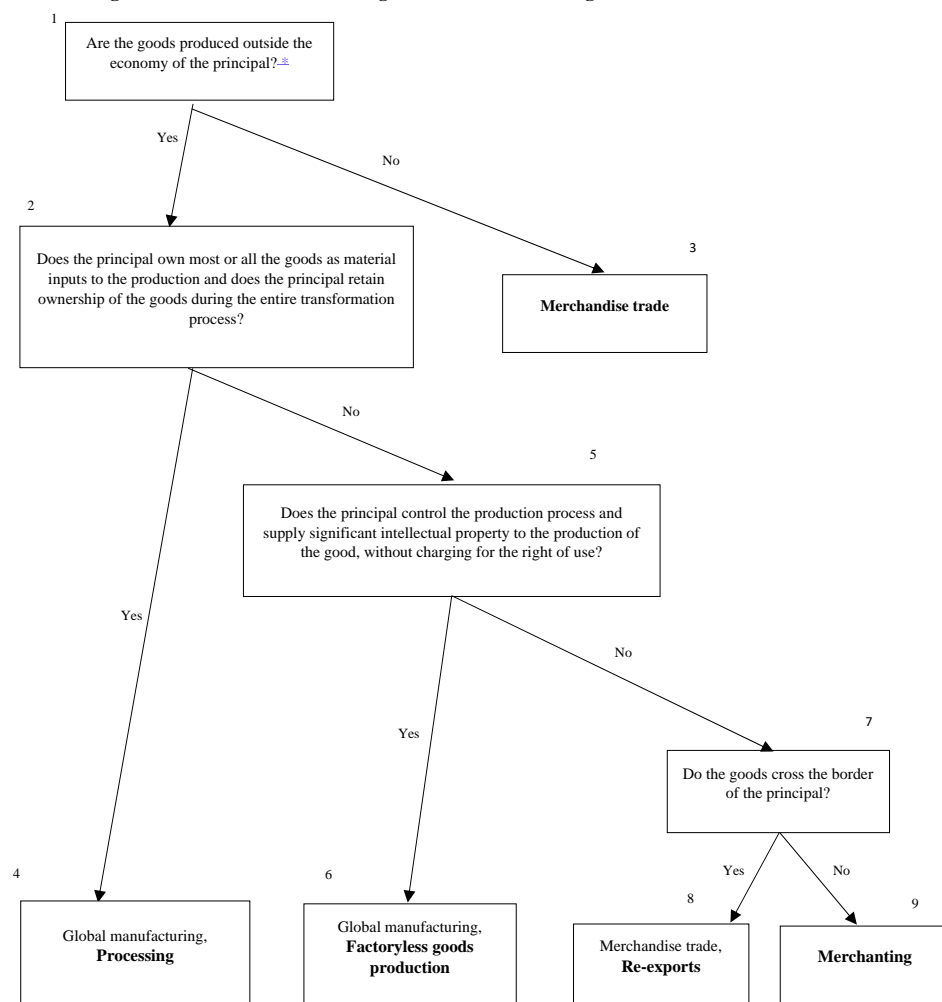 1
Are the goods produced outside the
economy of the principal? *
Yes
No
2
3
Does the principal own most or all the goods as material
inputs to the production and does the principal retain
ownership of the goods during the entire transformation
process?
Merchandise trade
No
5
Does the principal control the production process and
supply significant intellectual property to the production of
the good, without charging for the right of use?
Yes
No
Yes
7
Do the goods cross the border
of the principal?
4
6
Yes
No
8
9
Global manufacturing,
Processing
Global manufacturing,
Factoryless goods
production
Merchandise trade,
Re-exports
Merchanting